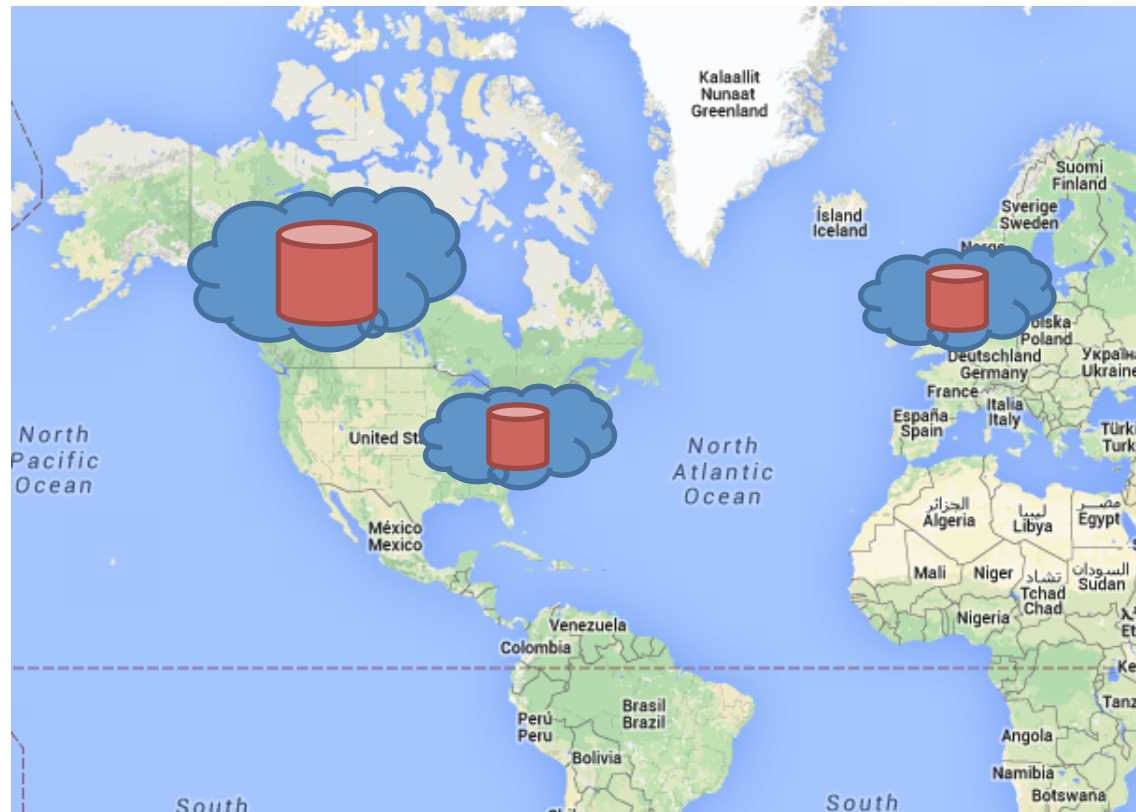 Kalaallit
Nunaat
Greenland
Suomi
Finland
Ísland
Iceland
Sverige
Sweden
Polska
Poland
Deutschland
Germany
Україна
Ukraine
France
Italia
Italy
España
Spain
North
Pacific
Ocean
United
North
Atlantic
Ocean
México
Mexico
الجزائر
Algeria
ليبيا
Libya
مصر
Egypt
Mali
Niger
تشاد
Tchad
Chad
السودان
Sudan
Nigeria
Venezuela
Colombia
Perú
Peru
Brasil
Brazil
Bolivia
Angola
Namibia
Botswana
South
South